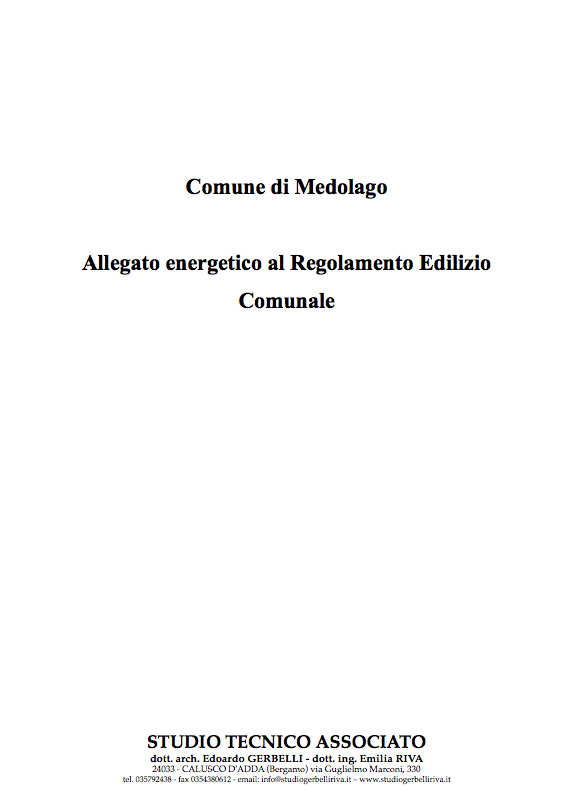 Comune di Medolago
Allegato energetico al Regolamento Edilizio
Comunale
STUDIO TECNICO ASSOCIATO
dott. arch. Edoardo GERBELLI - dott. ing. Emilia RIVA
24033 - CALUSCO D'ADDA (Bergamo) via Guglielmo Marconi, 330
tel. 035792438 - fax 0354380612 - email: info@studiogerbelliriva.it – www.studiogerbelliriva.it